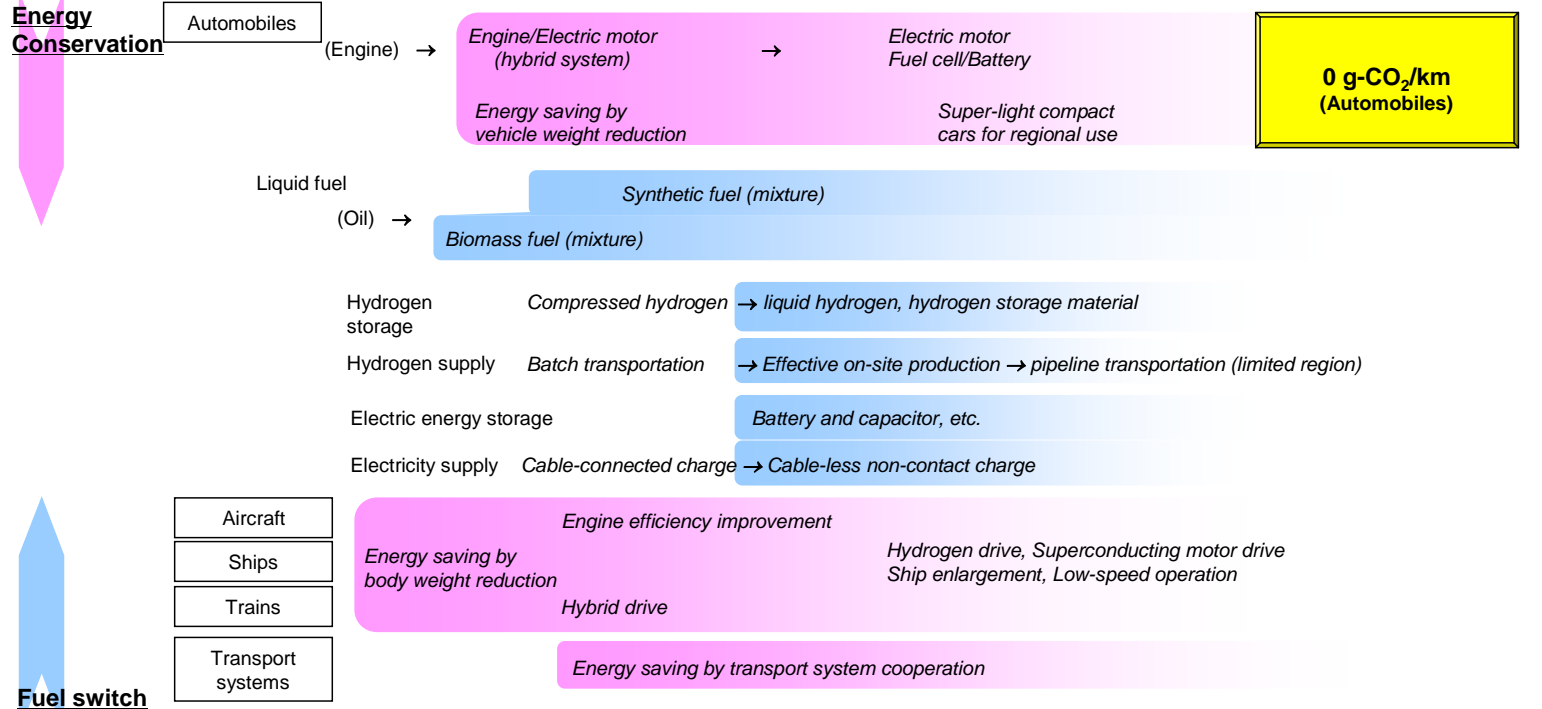 Energy
Conservation
Automobiles
(Engine) →
Engine/Electric motor
(hybrid system)
→
Electric motor
Fuel cell/Battery
Energy saving by
vehicle weight reduction
Super-light compact
cars for regional use
0 g-CO₂/km
(Automobiles)
Liquid fuel
(Oil) →
Synthetic fuel (mixture)
Biomass fuel (mixture)
Hydrogen
storage
Compressed hydrogen → liquid hydrogen, hydrogen storage material
Hydrogen supply Batch transportation → Effective on-site production → pipeline transportation (limited region)
Electric energy storage Battery and capacitor, etc.
Electricity supply Cable-connected charge → Cable-less non-contact charge
Aircraft
Ships
Trains
Energy saving by
body weight reduction
Engine efficiency improvement
Hydrogen drive, Superconducting motor drive
Ship enlargement, Low-speed operation
Hybrid drive
Transport
systems
Energy saving by transport system cooperation
Fuel switch